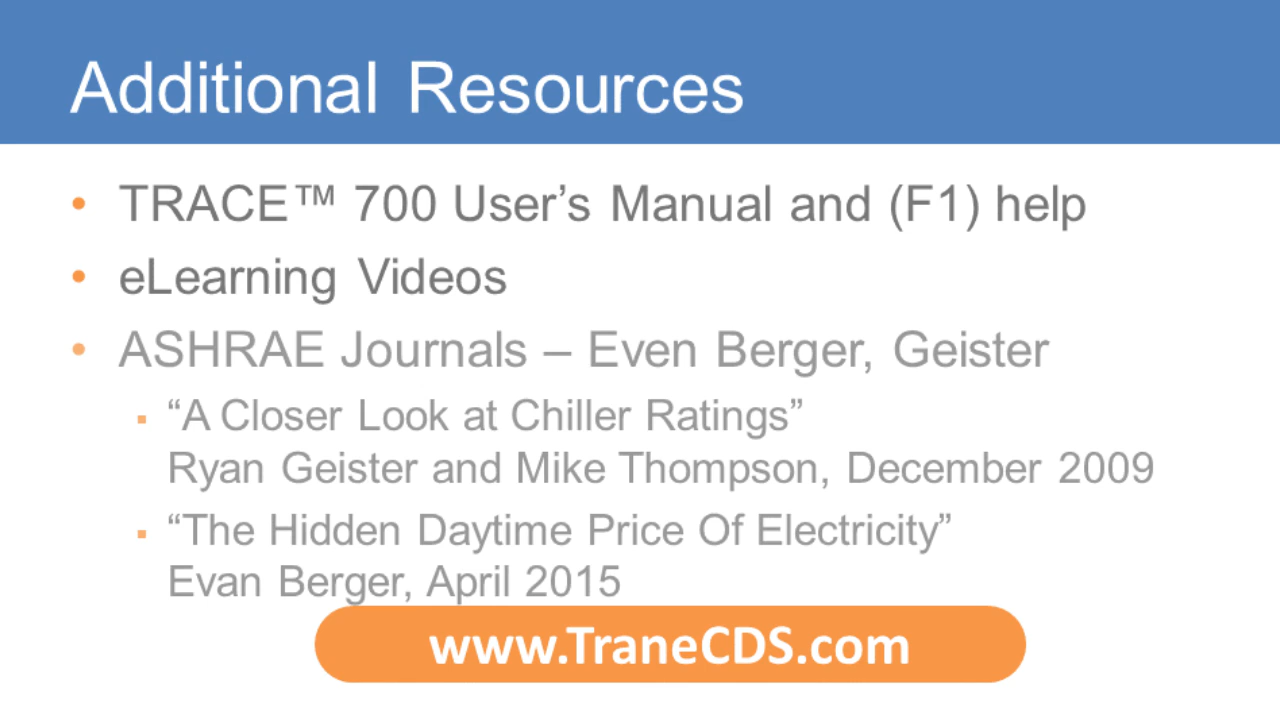 Additional Resources
• TRACE™ 700 User’s Manual and (F1) help
• eLearning Videos
• ASHRAE Journals – Even Berger, Geister
▪ “A Closer Look at Chiller Ratings”
Ryan Geister and Mike Thompson, December 2009
▪ “The Hidden Daytime Price Of Electricity”
Evan Berger, April 2015
www.TraneCDS.com